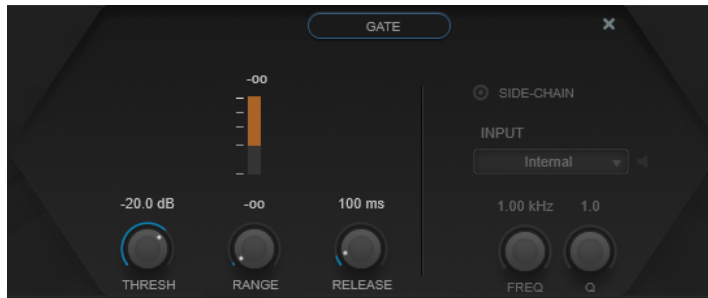 GATE
-oo
SIDE-CHAIN
INPUT
Internal
-20.0 dB
-oo
100 ms
1.00 kHz
1.0
THRESH
RANGE
RELEASE
FREQ
Q